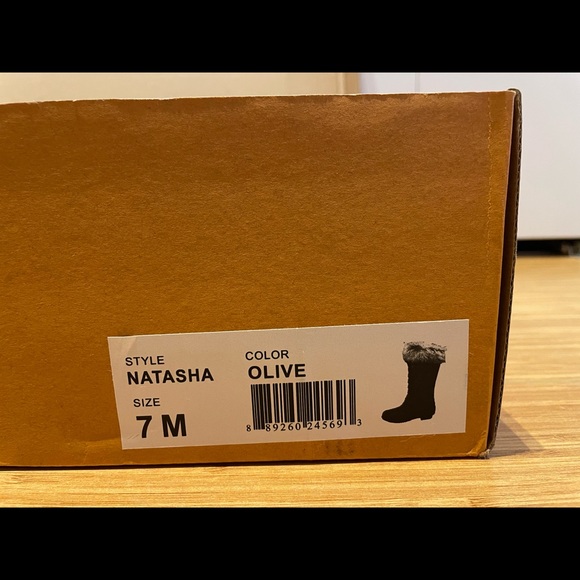 STYLE
NATASHA
SIZE
7 M
COLOR
OLIVE
8 89260 24569 3